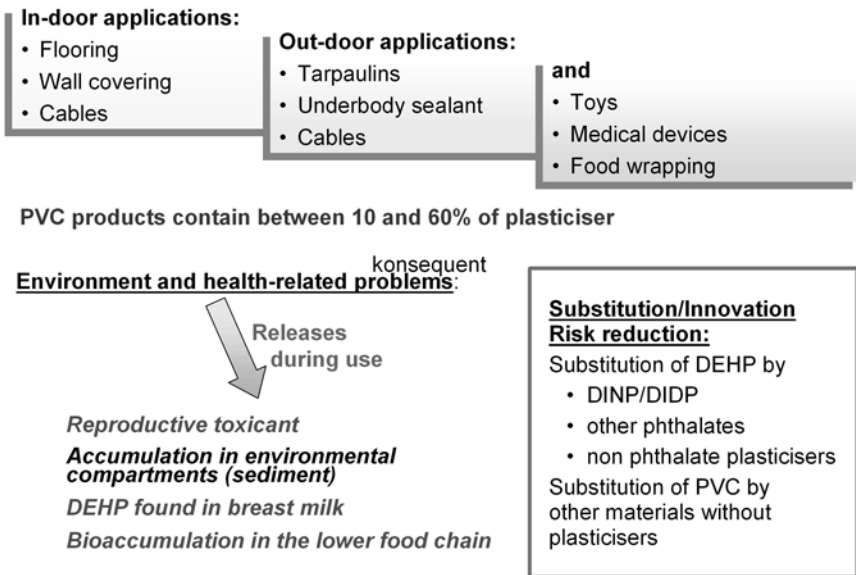 In-door applications:
• Flooring
• Wall covering
• Cables
Out-door applications:
• Tarpaulins
• Underbody sealant
• Cables
and
• Toys
• Medical devices
• Food wrapping
PVC products contain between 10 and 60% of plasticiser
konsequent
Environment and health-related problems:
Releases
during use
Reproductive toxicant
Accumulation in environmental
compartments (sediment)
DEHP found in breast milk
Bioaccumulation in the lower food chain
Substitution/Innovation
Risk reduction:
Substitution of DEHP by
• DINP/DIDP
• other phthalates
• non phthalate plasticisers
Substitution of PVC by
other materials without
plasticisers